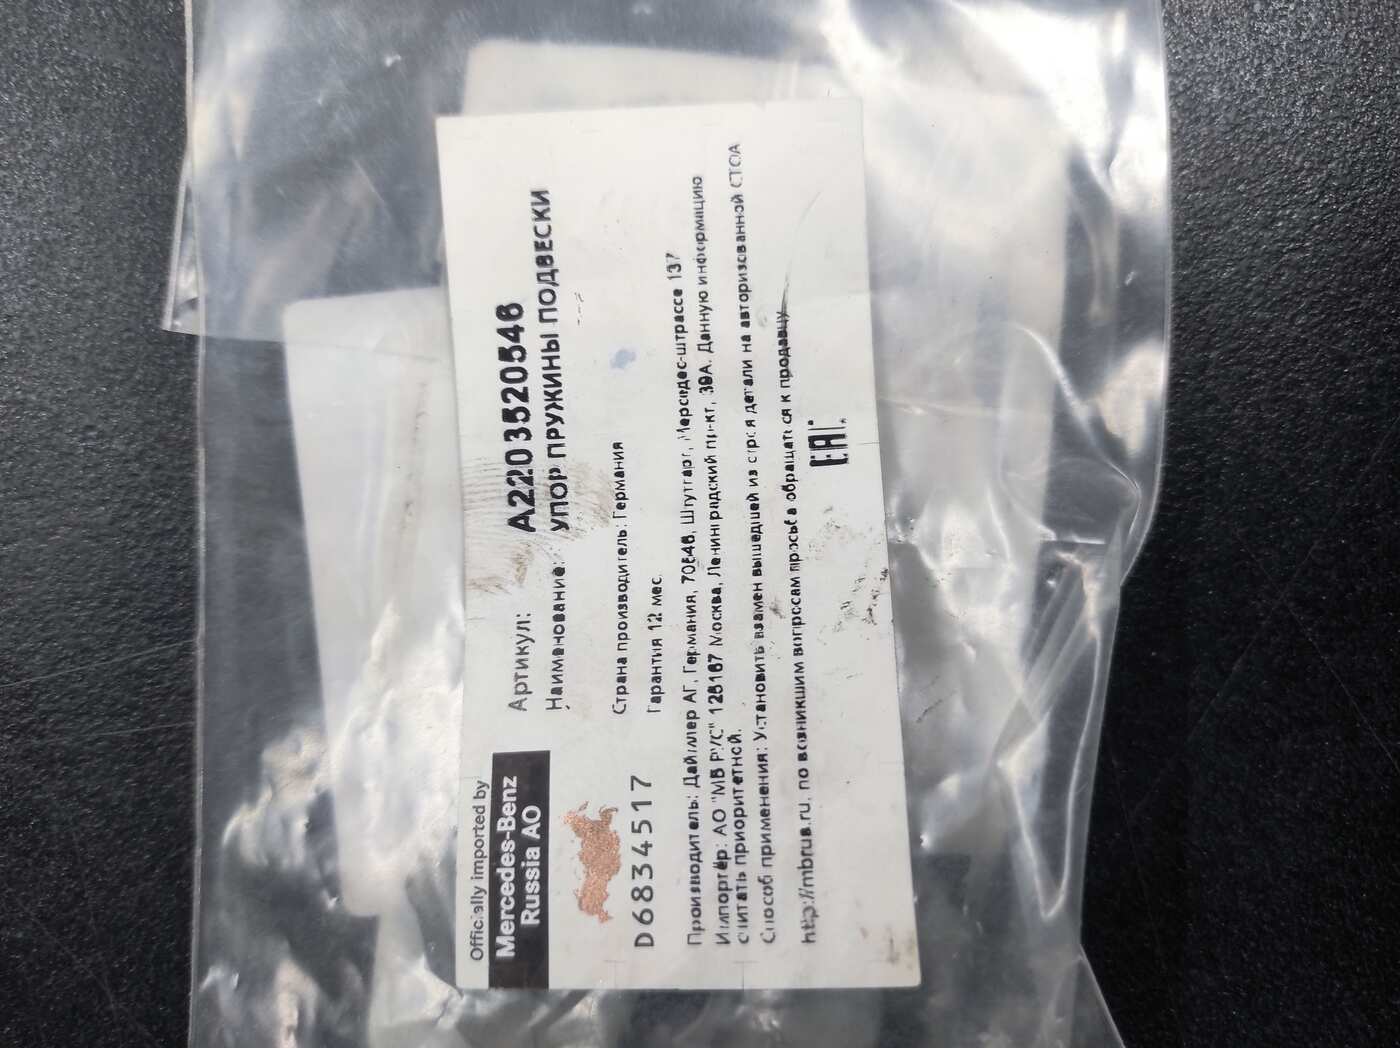 Officially imported by
Mercedes-Benz
Russia AO
D6834517
Артикул: A2203520546
Наименование: УПОР ПРУЖИНЫ ПОДВЕСКИ
Страна производитель: Германия
Гарантия 12 мес.
Производитель: Даймлер АГ, Германия, 70546, Штутгарт, Мерседес-штрассе 137
Импортёр: АО "МБ РУС" 125167 Москва, Ленинградский пр-кт, 39А. Данную информацию
считать приоритетной.
Способ применения: Установить взамен вышедшей из строя детали на авторизованной СТОА
http://mbrus.ru. по возникшим вопросам просьба обращаться к продавцу.
EAC